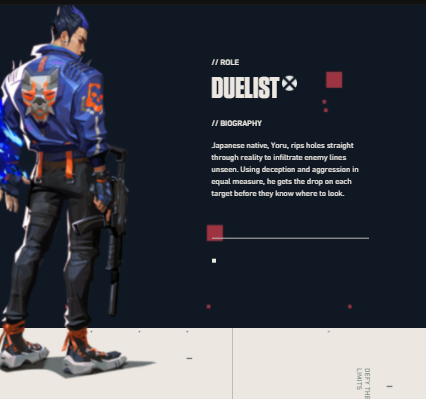 // ROLE
DUELIST
// BIOGRAPHY
Japanese native, Yoru, rips holes straight
through reality to infiltrate enemy lines
unseen. Using deception and aggression in
equal measure, he gets the drop on each
target before they know where to look.
DEFY THE
LIMITS